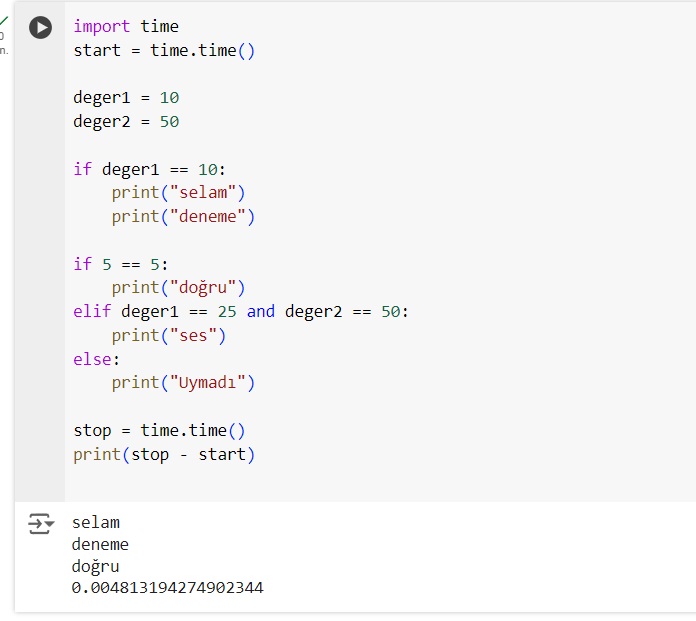 import time
start = time.time()
deger1 = 10
deger2 = 50
if deger1 == 10:
    print("selam")
    print("deneme")
if 5 == 5:
    print("doğru")
elif deger1 == 25 and deger2 == 50:
    print("ses")
else:
    print("Uymadı")
stop = time.time()
print(stop - start)
selam
deneme
doğru
0.004813194274902344